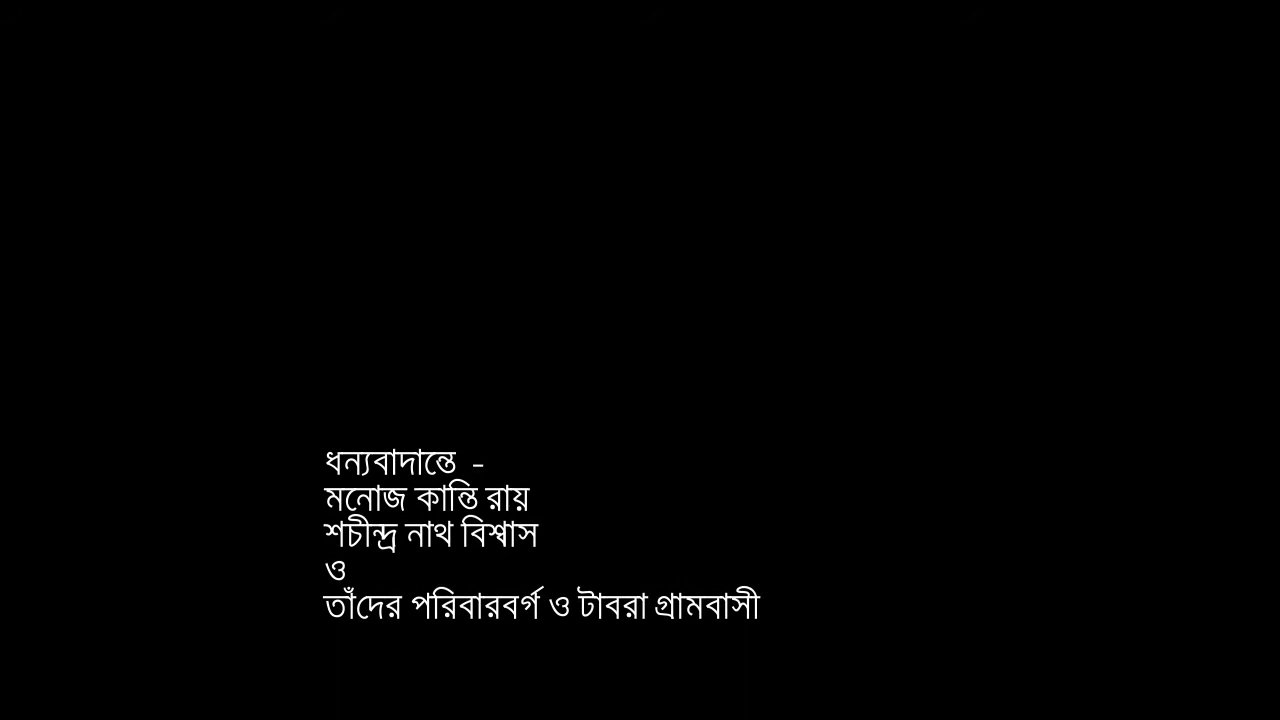 ধন্যবাদান্তে -
মনোজ কান্তি রায়
শচীন্দ্র নাথ বিশ্বাস
ও
তাঁদের পরিবারবর্গ ও টাবরা গ্রামবাসী